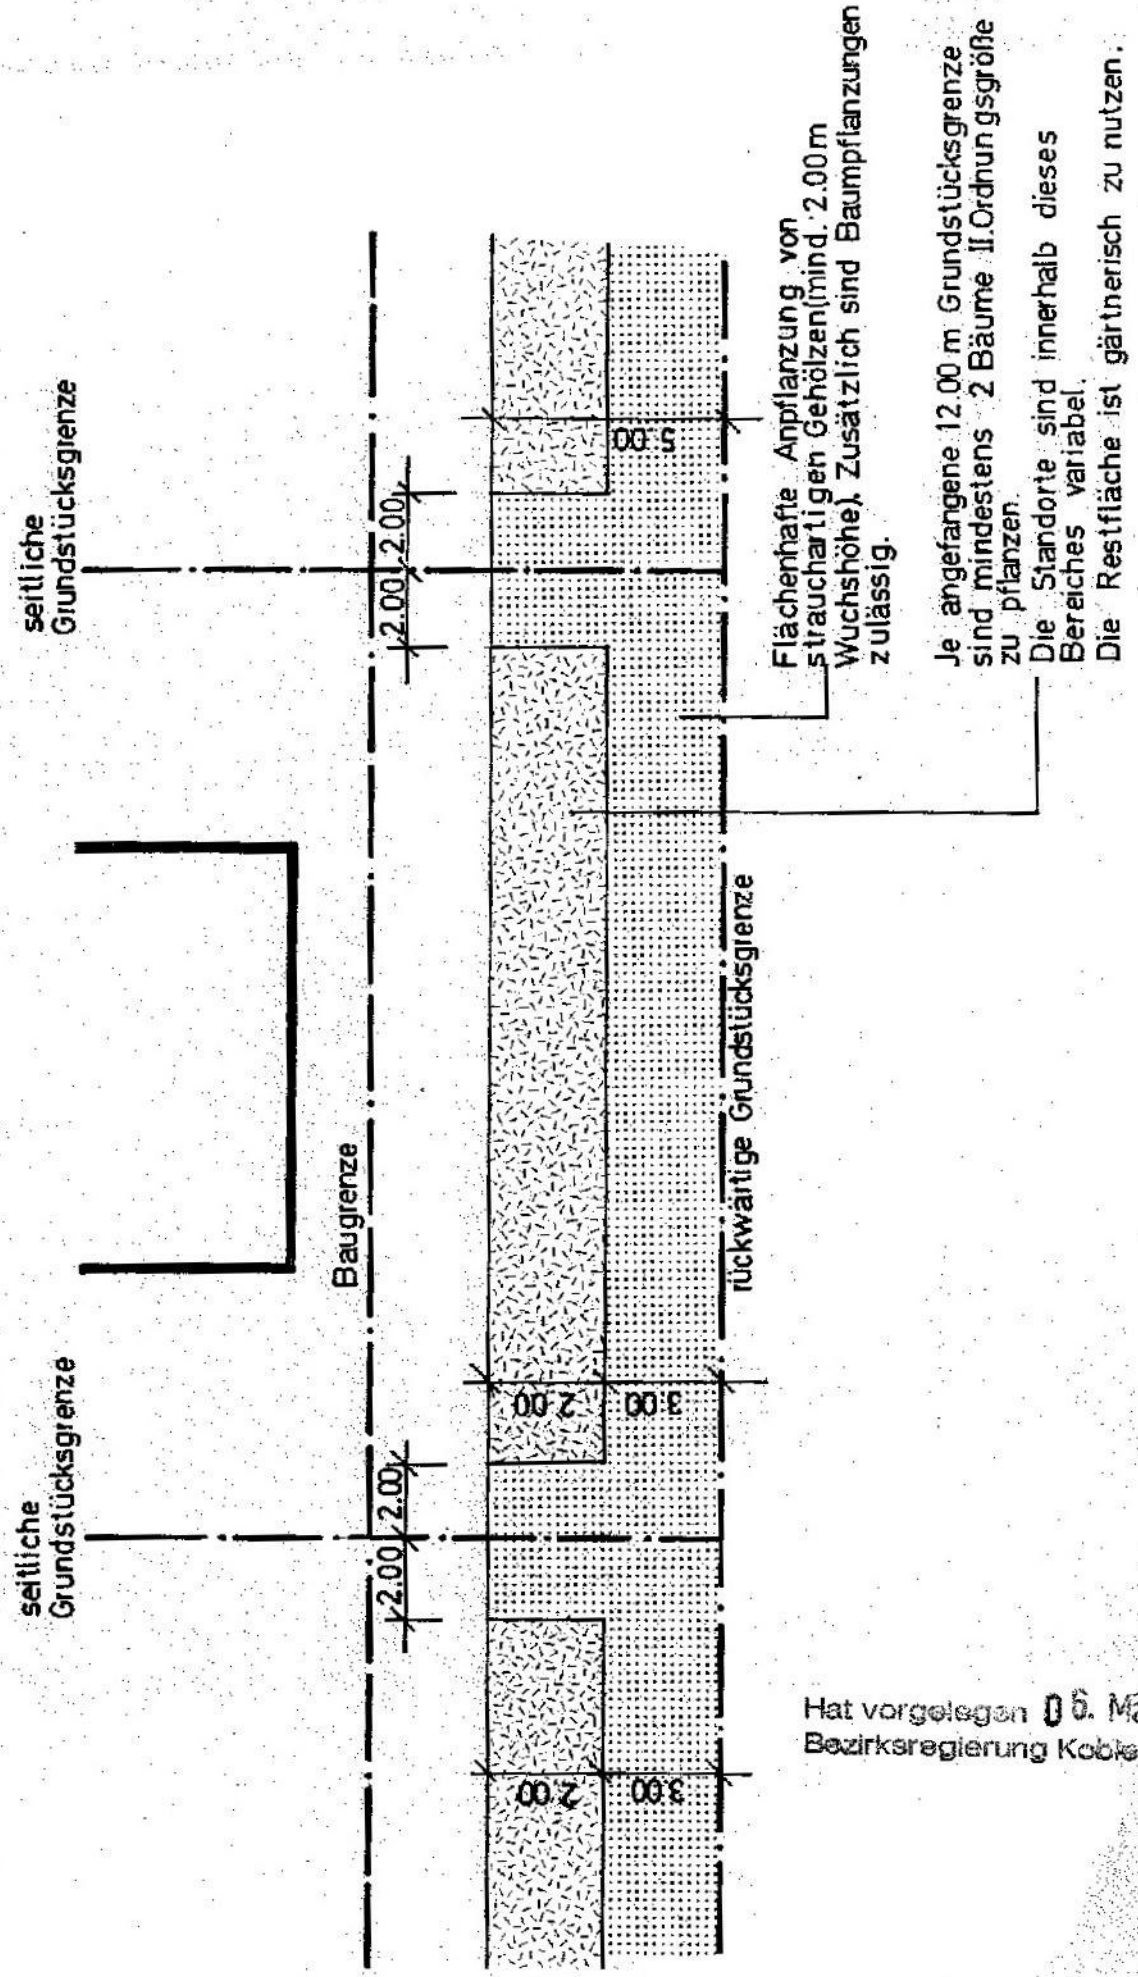 seitliche
Grundstücksgrenze
seitliche
Grundstücksgrenze
Baugrenze
2.00
2.00
2.00
2.00
2.00
3.00
2.00
3.00
5.00
rückwärtige Grundstücksgrenze
Flächenhafte Anpflanzung von
strauchartigen Gehölzen(mind. 2.00m
Wuchshöhe). Zusätzlich sind Baumpflanzungen
zulässig.
Je angefangene 12.00 m Grundstücksgrenze
sind mindestens 2 Bäume II.Ordnungsgröße
zu pflanzen.
Die Standorte sind innerhalb dieses
Bereiches variabel.
Die Restfläche ist gärtnerisch zu nutzen.
Hat vorgelegen 06.
Bezirksregierung